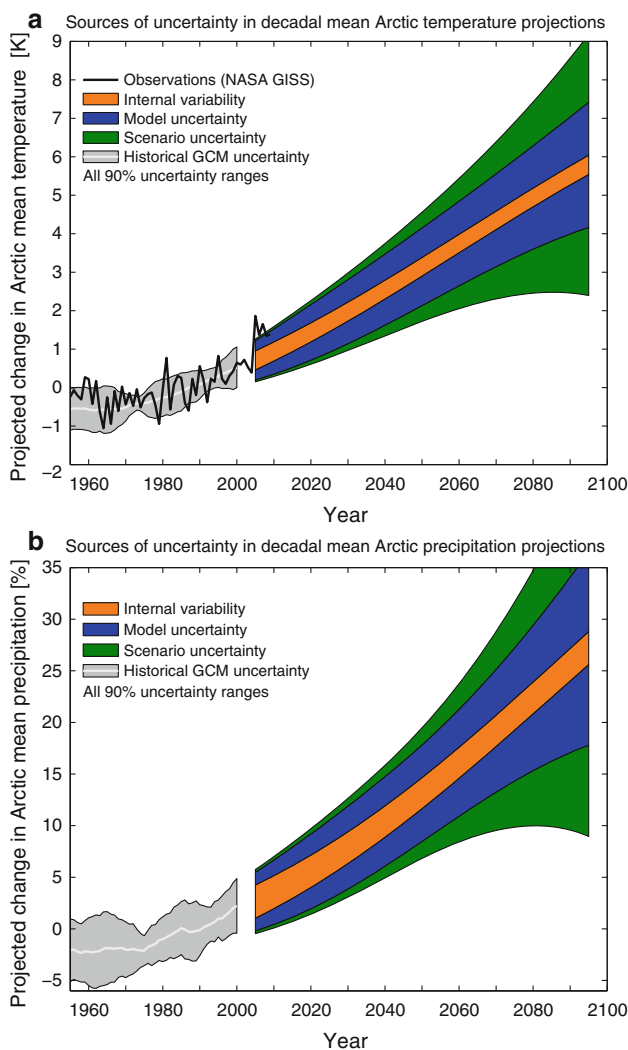 a Sources of uncertainty in decadal mean Arctic temperature projections
Projected change in Arctic mean temperature [K]
9
8
7
6
5
4
3
2
1
0
−1
−2
Observations (NASA GISS)
Internal variability
Model uncertainty
Scenario uncertainty
Historical GCM uncertainty
All 90% uncertainty ranges
1960 1980 2000 2020 2040 2060 2080 2100
Year
b Sources of uncertainty in decadal mean Arctic precipitation projections
Projected change in Arctic mean precipitation [%]
35
30
25
20
15
10
5
0
−5
Internal variability
Model uncertainty
Scenario uncertainty
Historical GCM uncertainty
All 90% uncertainty ranges
1960 1980 2000 2020 2040 2060 2080 2100
Year